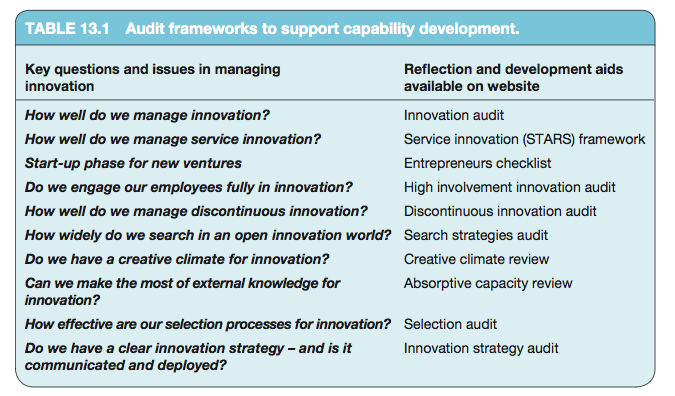 TABLE 13.1 Audit frameworks to support capability development.
Key questions and issues in managing innovation
Reflection and development aids available on website
How well do we manage innovation? Innovation audit
How well do we manage service innovation? Service innovation (STARS) framework
Start-up phase for new ventures Entrepreneurs checklist
Do we engage our employees fully in innovation? High involvement innovation audit
How well do we manage discontinuous innovation? Discontinuous innovation audit
How widely do we search in an open innovation world? Search strategies audit
Do we have a creative climate for innovation? Creative climate review
Can we make the most of external knowledge for Absorptive capacity review
innovation?
How effective are our selection processes for innovation? Selection audit
Do we have a clear innovation strategy – and is it Innovation strategy audit
communicated and deployed?